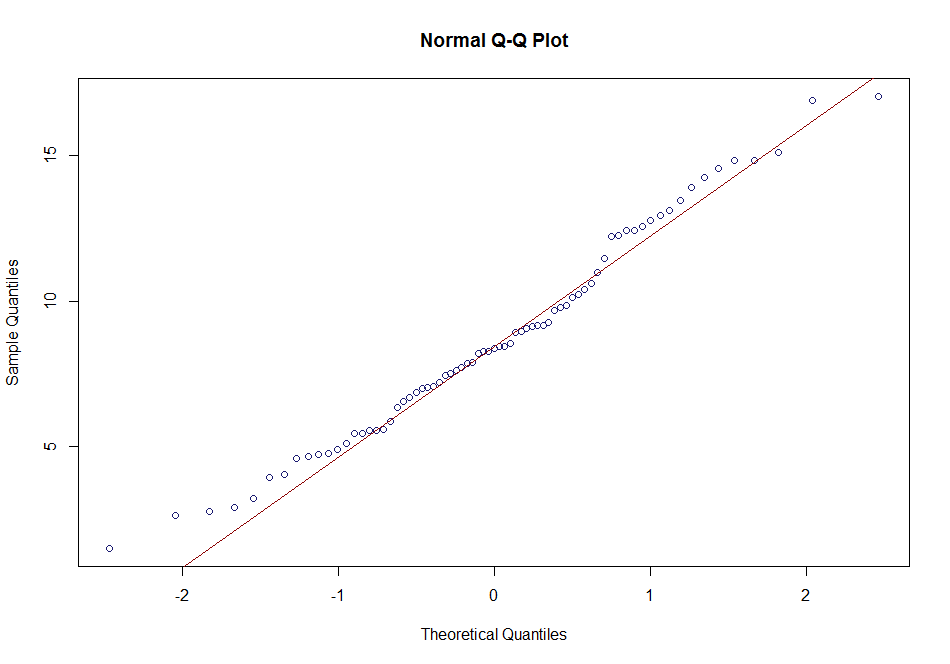 Normal Q-Q Plot
Sample Quantiles
15
10
5
-2 -1 0 1 2
Theoretical Quantiles